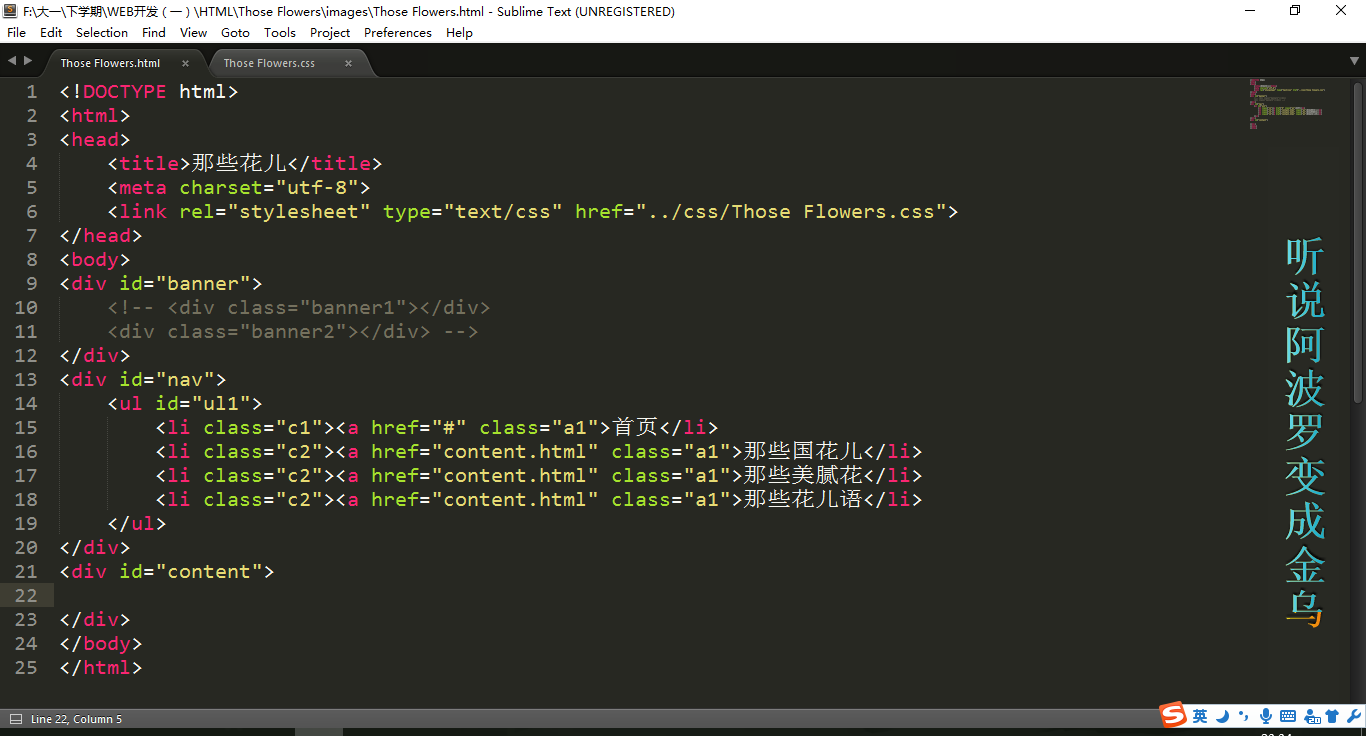 F:\大一\下学期\WEB开发 ( 一 ) \HTML\Those Flowers\images\Those Flowers.html - Sublime Text (UNREGISTERED)
File Edit Selection Find View Goto Tools Project Preferences Help
Those Flowers.html × Those Flowers.css ×
1 <!DOCTYPE html>
2 <html>
3 <head>
4 <title>那些花儿</title>
5 <meta charset="utf-8">
6 <link rel="stylesheet" type="text/css" href="../css/Those Flowers.css">
7 </head>
8 <body>
9 <div id="banner">
10 <!-- <div class="banner1"></div>
11 <div class="banner2"></div> -->
12 </div>
13 <div id="nav">
14 <ul id="ul1">
15 <li class="c1"><a href="#" class="a1">首页</li>
16 <li class="c2"><a href="content.html" class="a1">那些国花儿</li>
17 <li class="c2"><a href="content.html" class="a1">那些美腻花</li>
18 <li class="c2"><a href="content.html" class="a1">那些花儿语</li>
19 </ul>
20 </div>
21 <div id="content">
22
23 </div>
24 </body>
25 </html>
听说阿波罗变成金乌
Line 22, Column 5
S 英